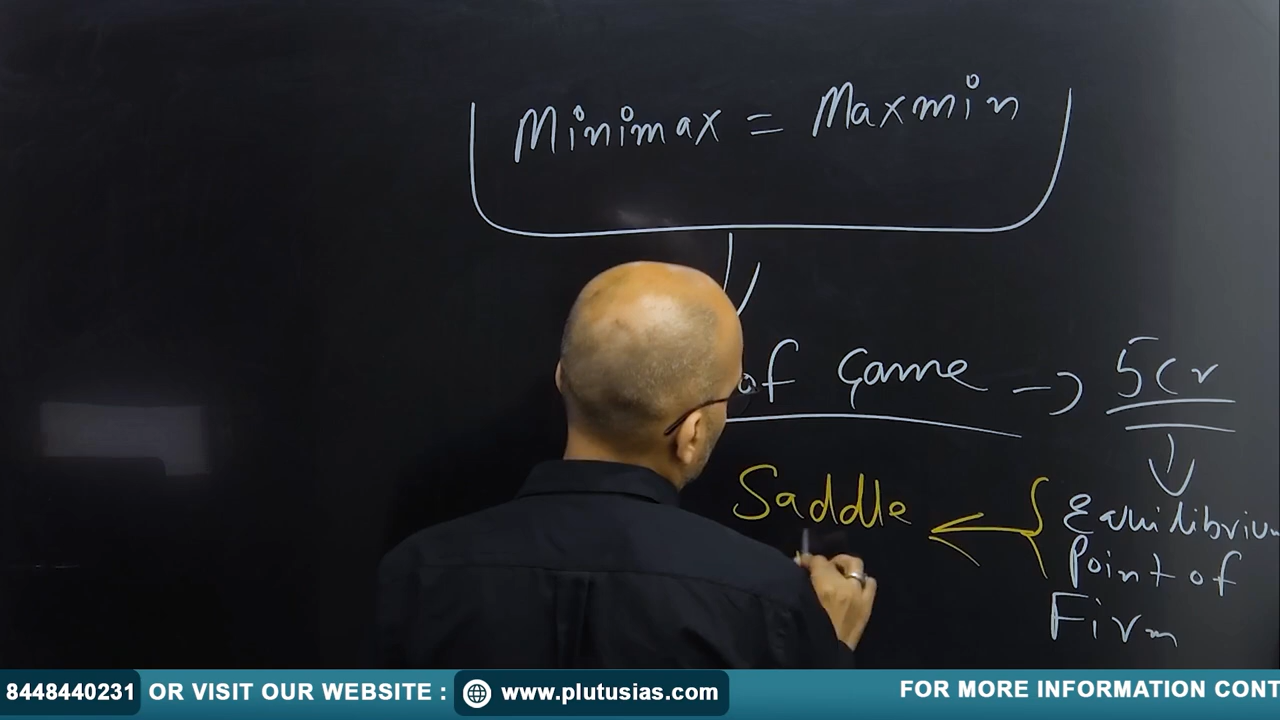 Minimax = Maxmin
of Game → 5Cr
Saddle
Equilibrium
Point of
Firm
8448440231 OR VISIT OUR WEBSITE : www.plutusias.com FOR MORE INFORMATION CONT